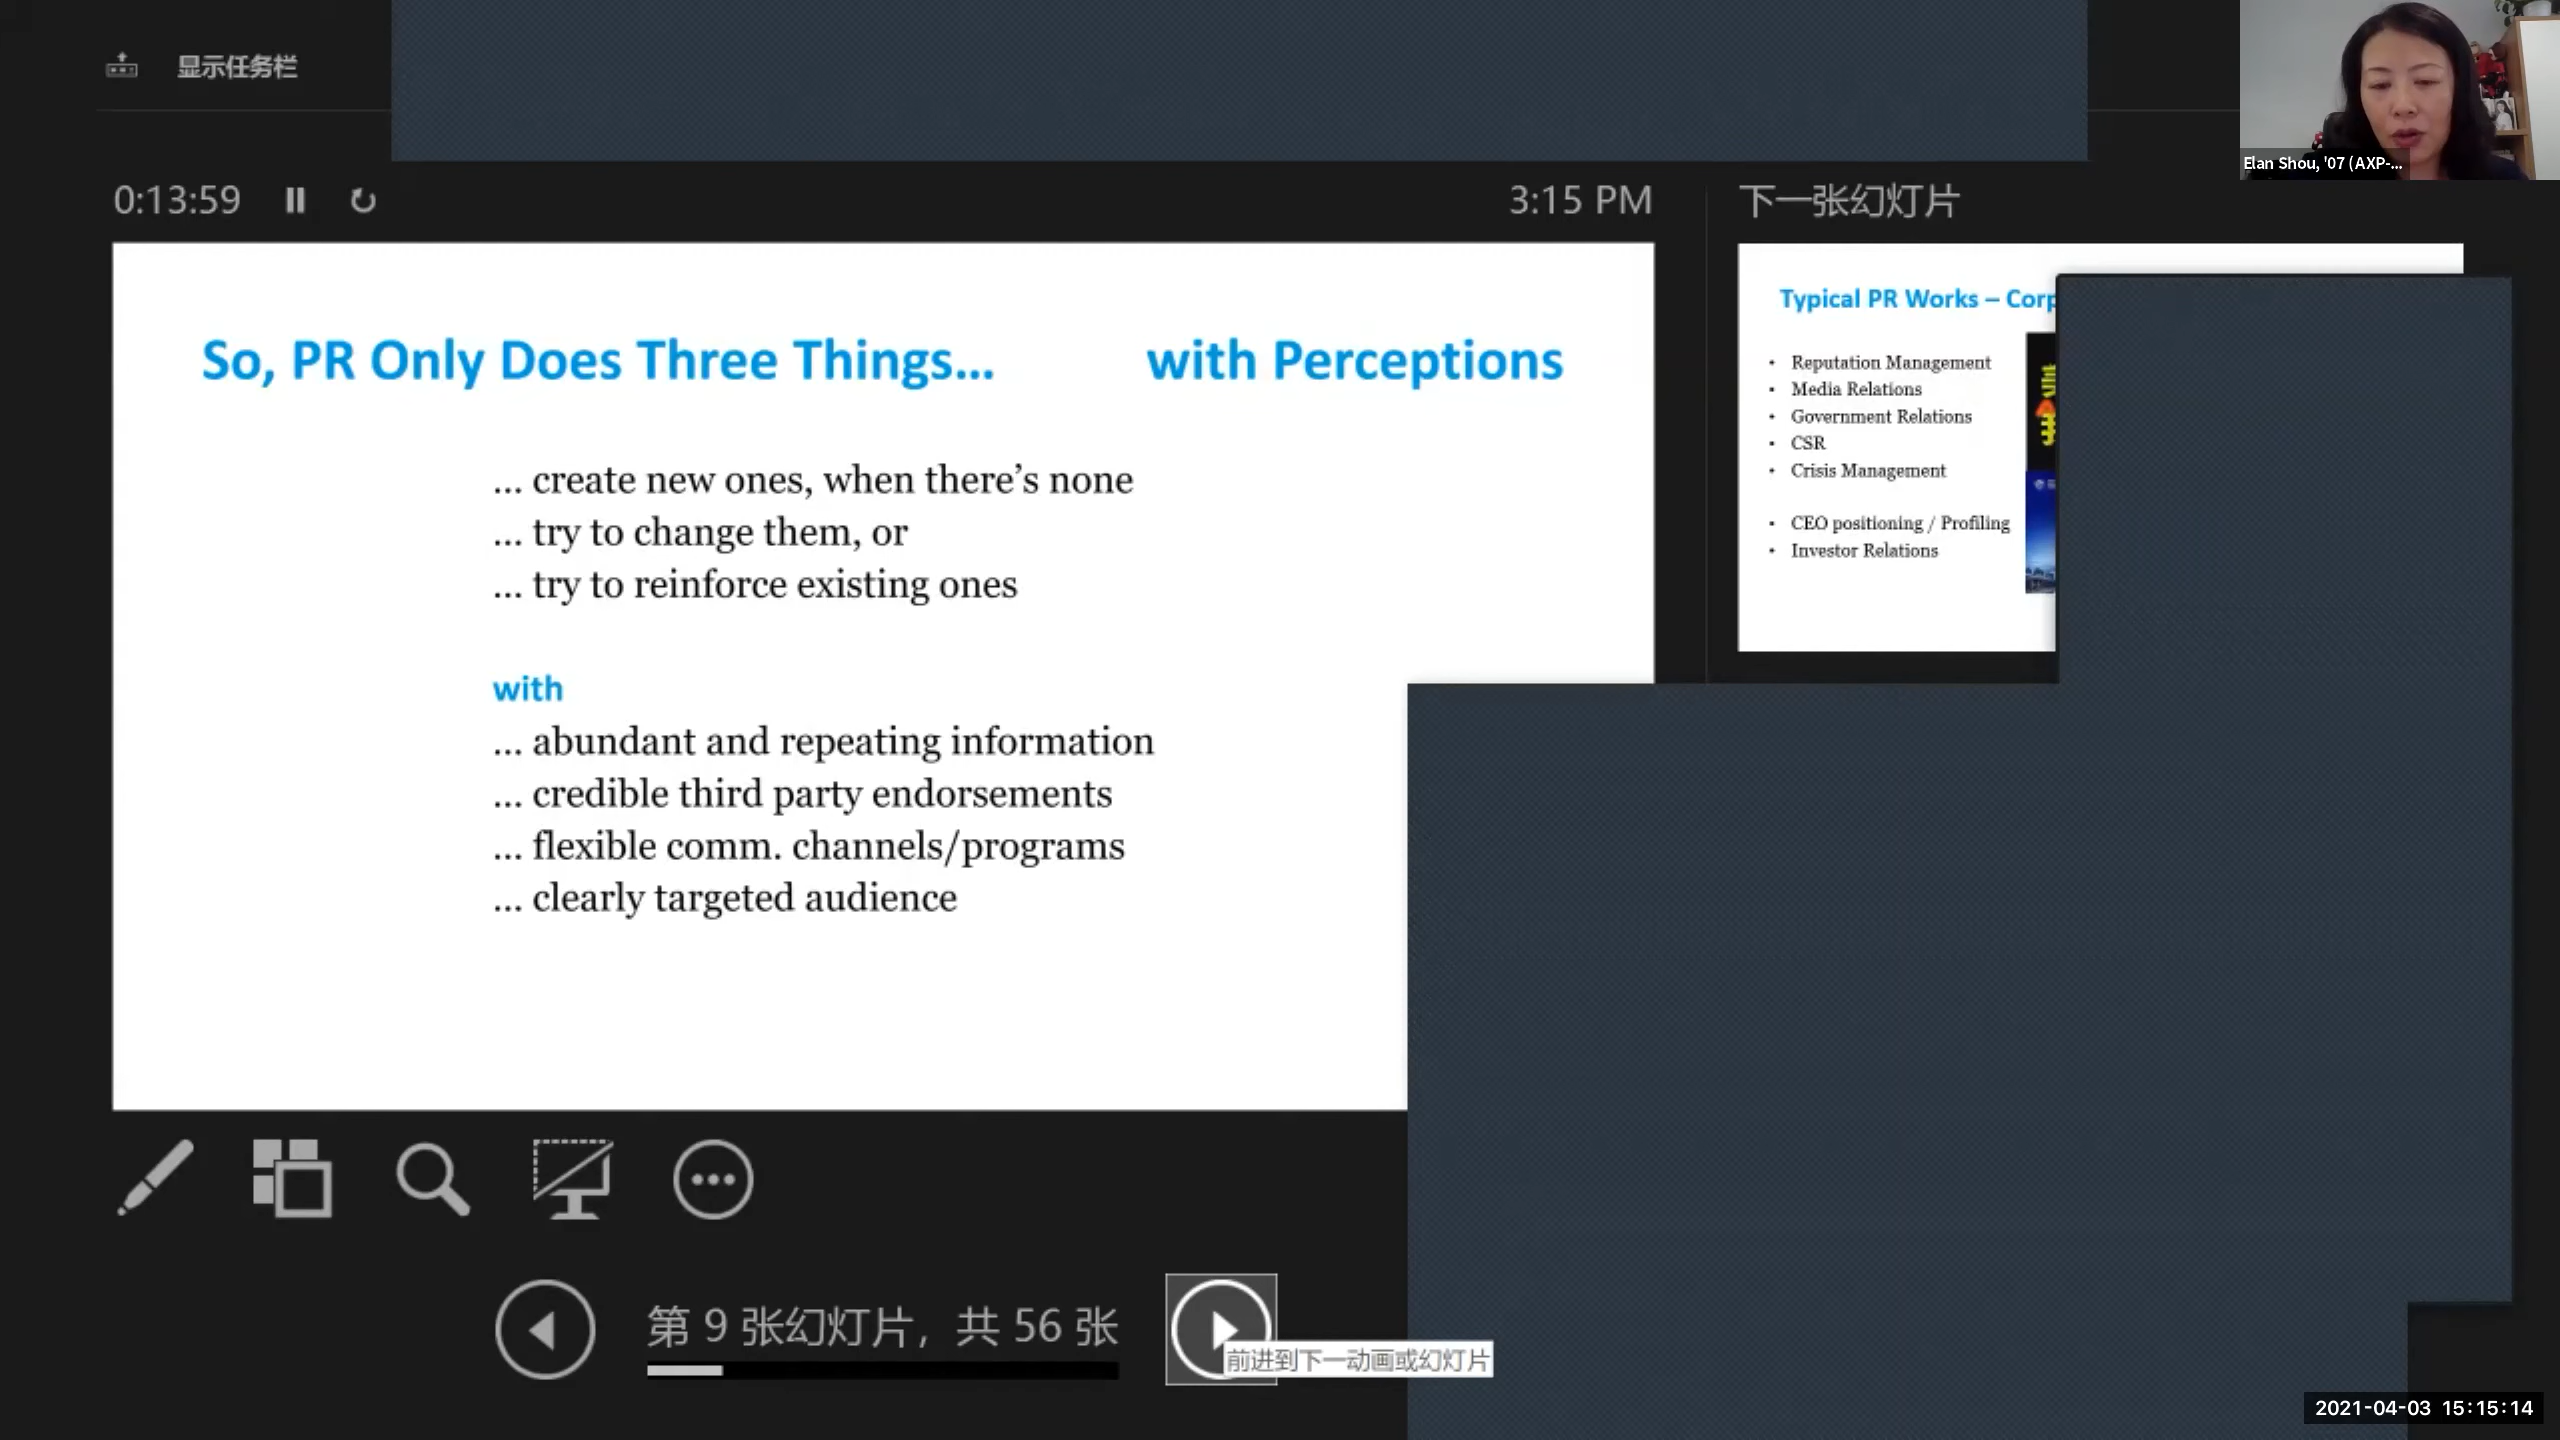 显示任务栏
Elan Shou, '07 (AXP-...
0:13:59
3:15 PM
下一张幻灯片
So, PR Only Does Three Things... with Perceptions
... create new ones, when there's none
... try to change them, or
... try to reinforce existing ones
with
... abundant and repeating information
... credible third party endorsements
... flexible comm. channels/programs
... clearly targeted audience
Typical PR Works – Corp
• Reputation Management
• Media Relations
• Government Relations
• CSR
• Crisis Management
• CEO positioning / Profiling
• Investor Relations
第 9 张幻灯片，共 56 张
前进到下一动画或幻灯片
2021-04-03 15:15:14